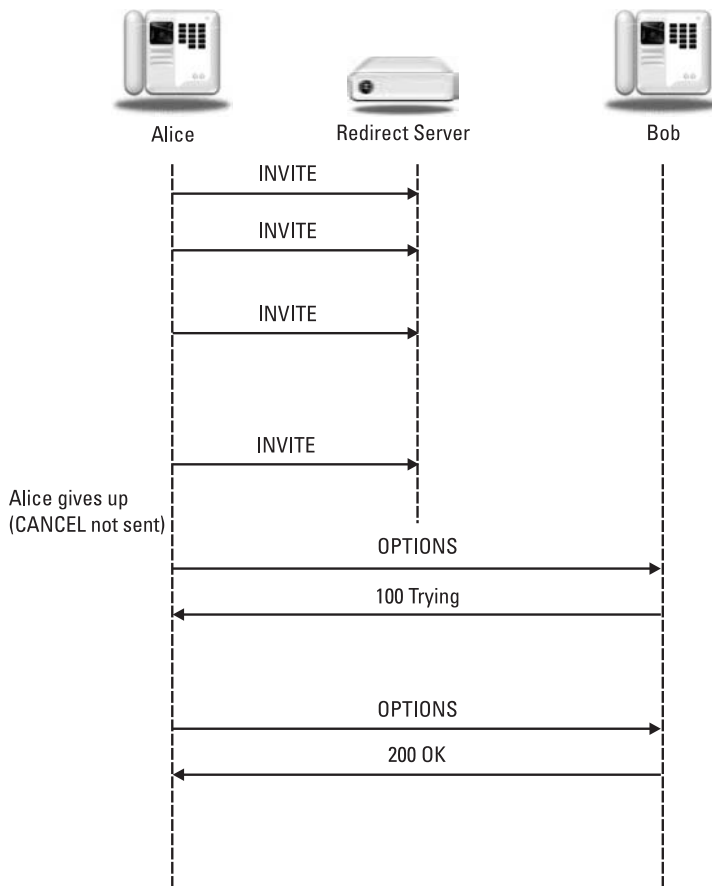 Alice
Redirect Server
Bob
INVITE
INVITE
INVITE
INVITE
Alice gives up
(CANCEL not sent)
OPTIONS
100 Trying
OPTIONS
200 OK